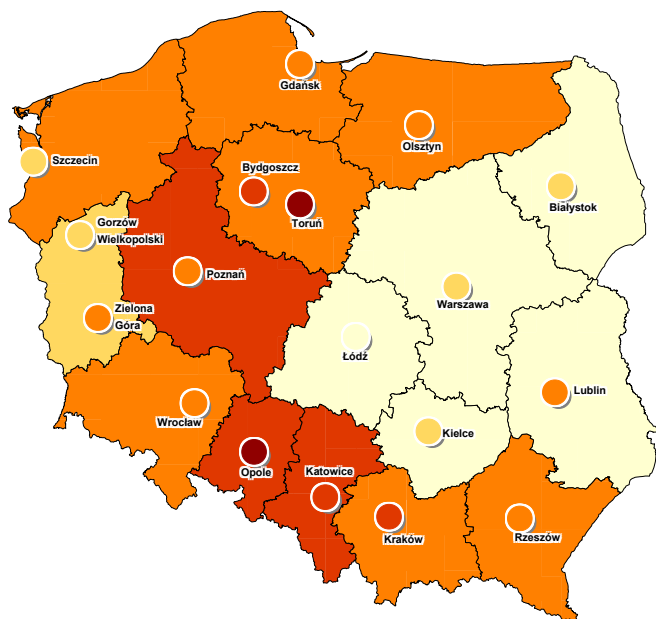 Gdańsk
Olsztyn
Szczecin
Bydgoszcz
Białystok
Toruń
Gorzów
Wielkopolski
Poznań
Warszawa
Zielona
Góra
Łódź
Lublin
Wrocław
Kielce
Opole
Katowice
Kraków
Rzeszów